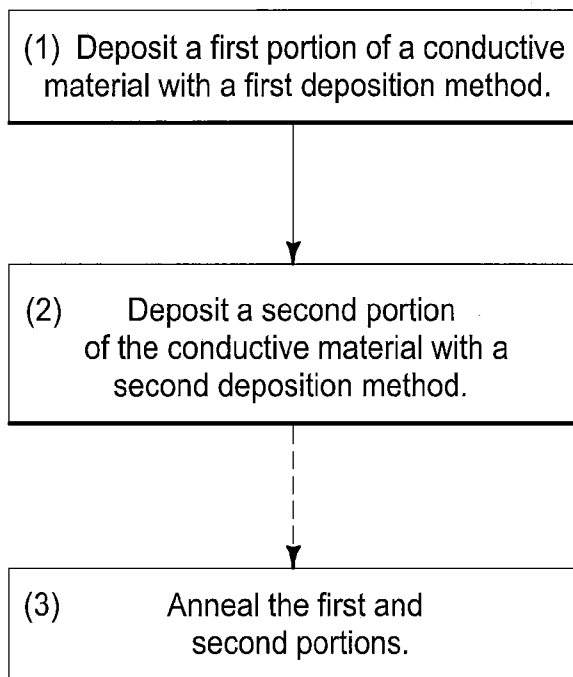 (1) Deposit a first portion of a conductive
material with a first deposition method.
(2) Deposit a second portion
of the conductive material with a
second deposition method.
(3) Anneal the first and
second portions.